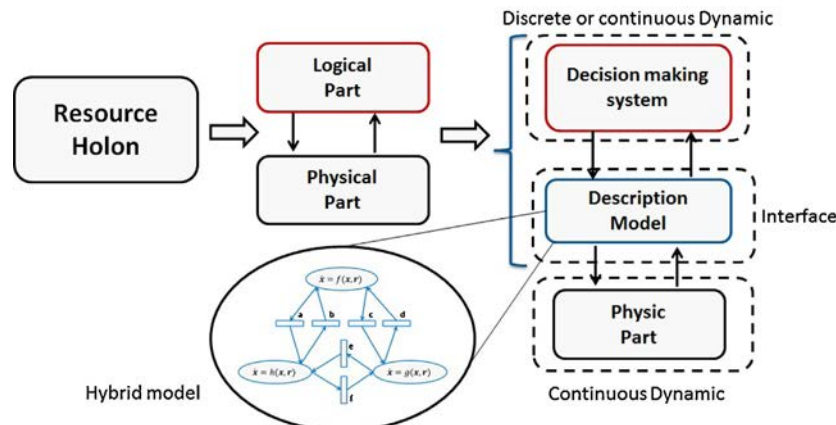 Discrete or continuous Dynamic
Resource
Holon
Logical
Part
Physical
Part
Decision making
system
Description
Model
Interface
Physic
Part
Continuous Dynamic
Hybrid model
ẋ = f(x,r)
a
b
c
d
e
ẋ = h(x,r)
ẋ = g(x,r)
f